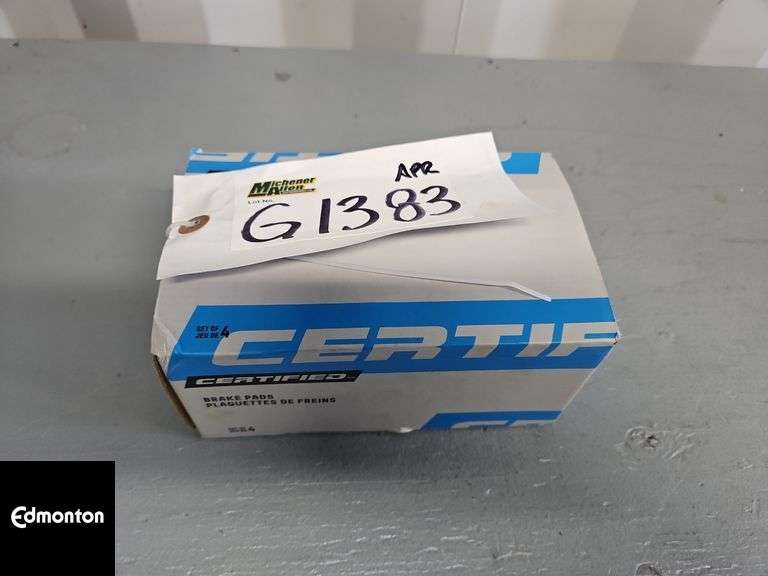 APR
Michener
Allen
Lot No.
G1383
SET OF 4
JEU DE
CERTIF
CERTIFIED
BRAKE PADS
PLAQUETTES DE FREINS
4
Edmonton